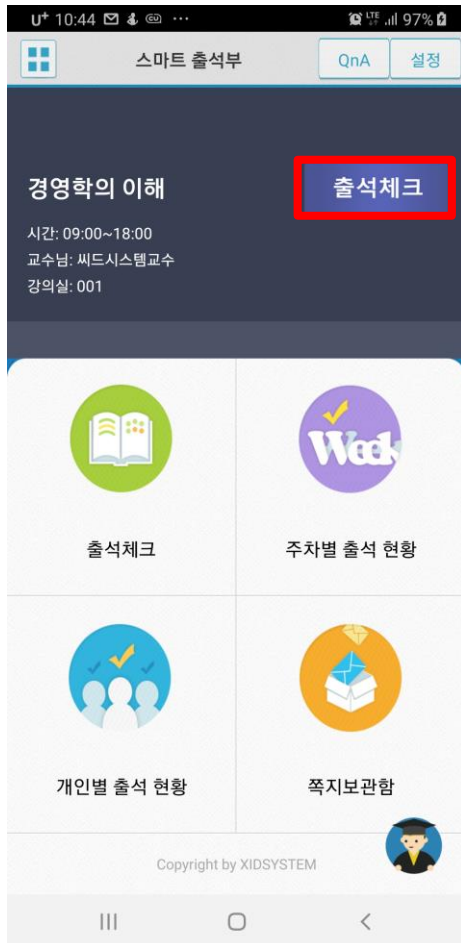 U+ 10:44 ···
LTE 97%
스마트 출석부
QnA
설정
경영학의 이해
출석체크
시간: 09:00~18:00
교수님: 씨드시스템교수
강의실: 001
Week
출석체크
주차별 출석 현황
개인별 출석 현황
쪽지보관함
Copyright by XIDSYSTEM